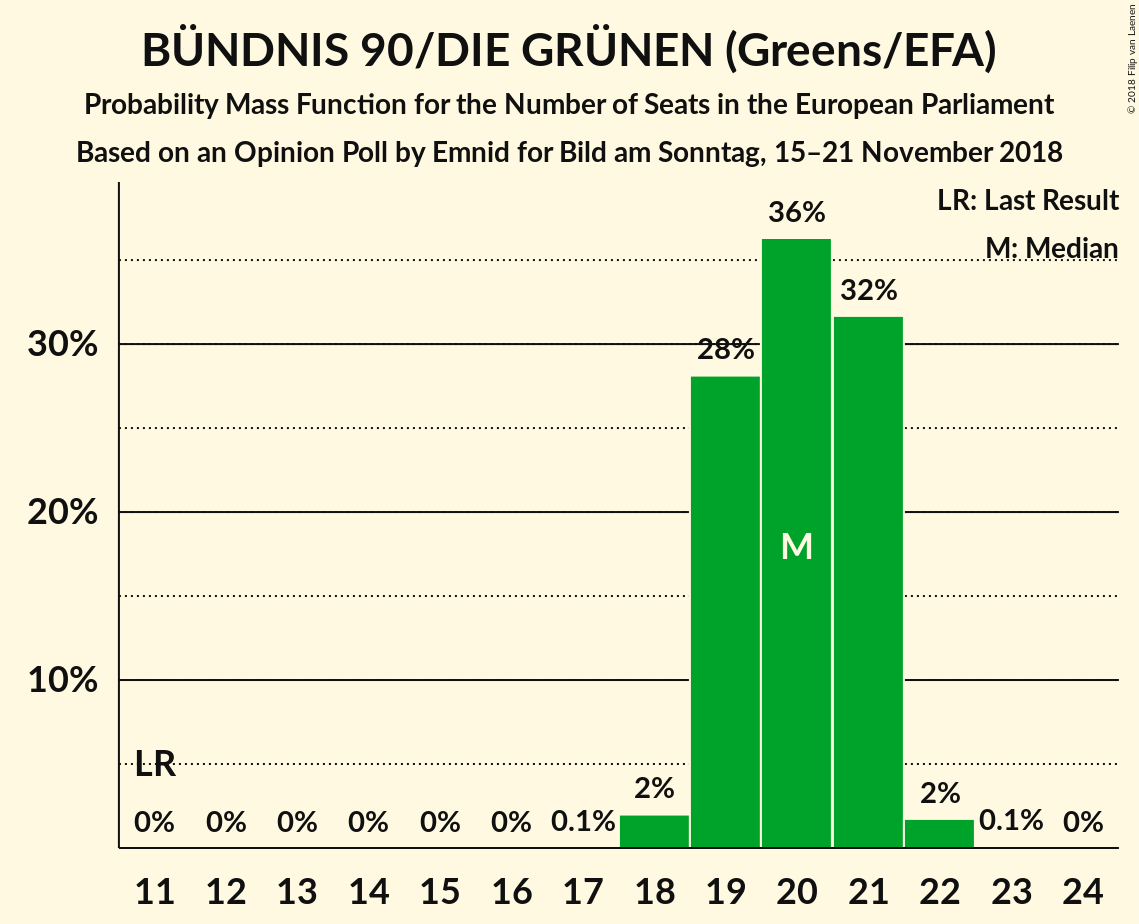 BÜNDNIS 90/DIE GRÜNEN (Greens/EFA)
Probability Mass Function for the Number of Seats in the European Parliament
Based on an Opinion Poll by Emnid for Bild am Sonntag, 15–21 November 2018
© 2018 Filip van Laenen
LR: Last Result
M: Median
36%
32%
30%
28%
20%
M
10%
LR
0% 0% 0% 0% 0% 0% 0.1% 2% 2% 0.1% 0%
11 12 13 14 15 16 17 18 19 20 21 22 23 24